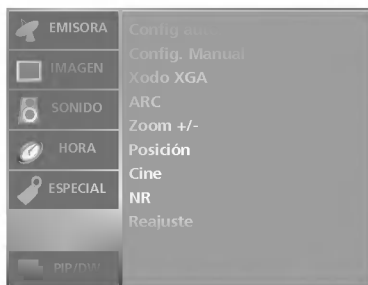 EMISORA
IMAGEN
SONIDO
HORA
ESPECIAL
PIP/DW
Config auto
Config. Manual
Xodo XGA
ARC
Zoom +/-
Posición
Cine
NR
Reajuste